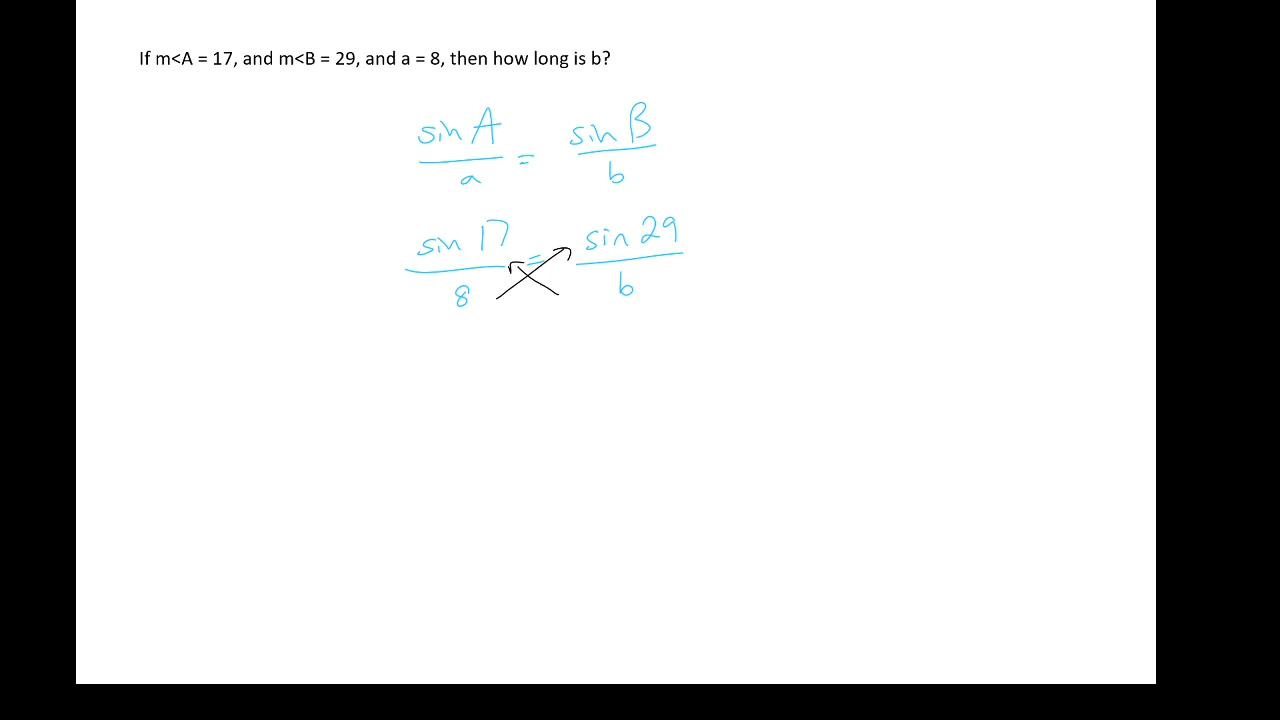 If m<A = 17, and m<B = 29, and a = 8, then how long is b?
sin A = sin B
a b
sin 17 = sin 29
8 b